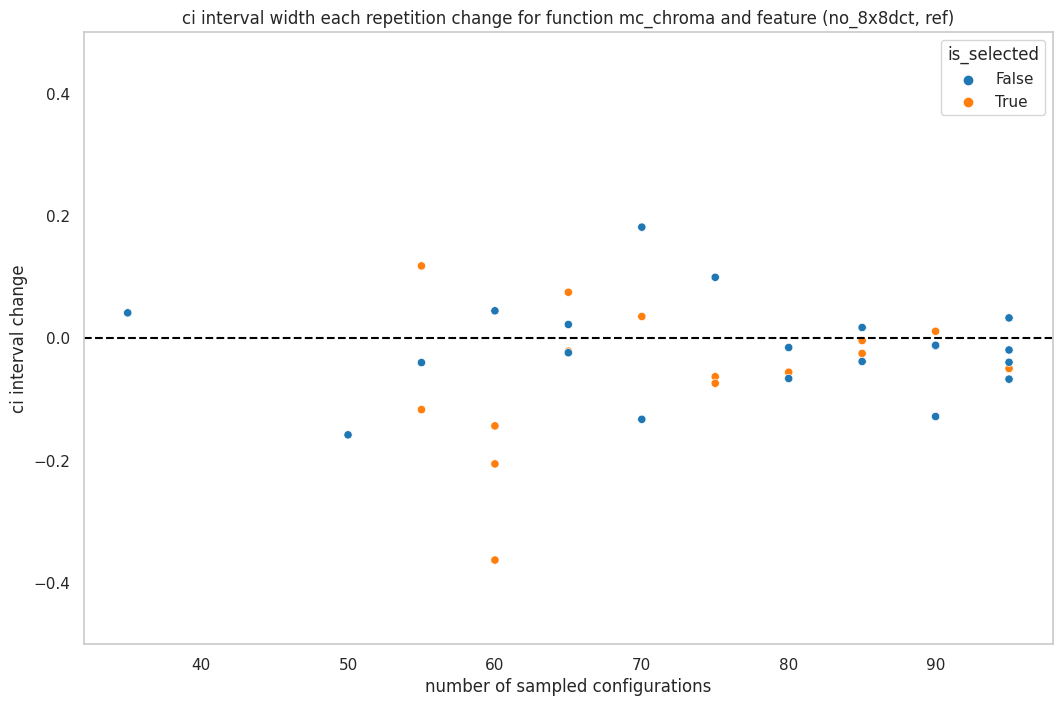 ci interval width each repetition change for function mc_chroma and feature (no_8x8dct, ref)
is_selected
False
True
ci interval change
0.4
0.2
0.0
−0.2
−0.4
40 50 60 70 80 90
number of sampled configurations